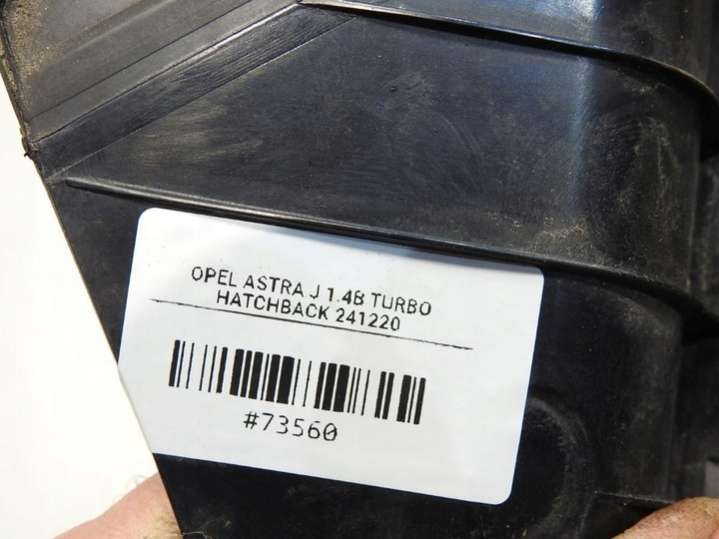 OPEL ASTRA J 1.4B TURBO
HATCHBACK 241220
#73560